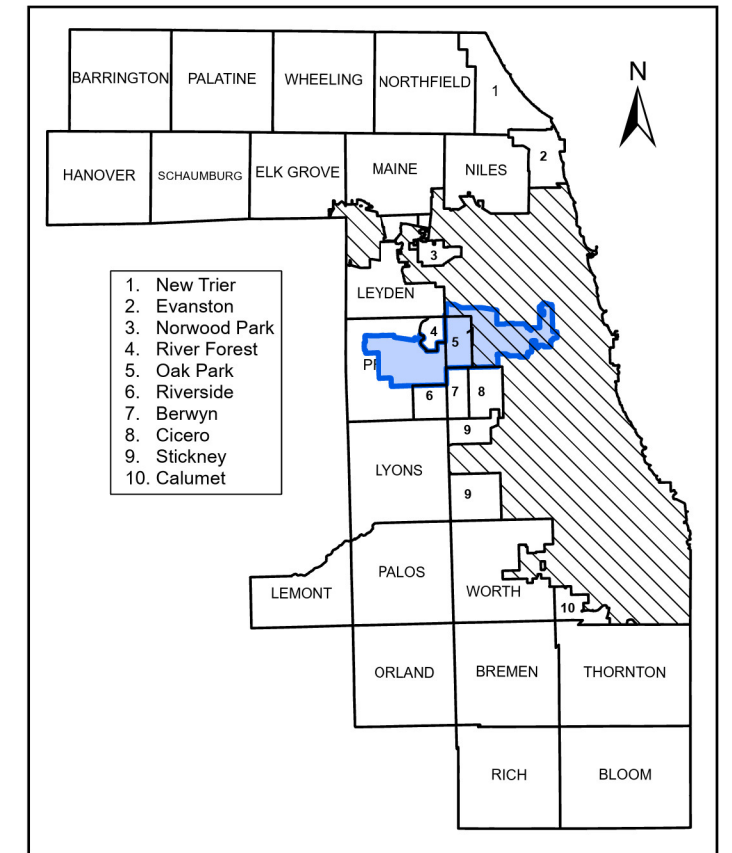 N
BARRINGTON PALATINE WHEELING NORTHFIELD 1
2
HANOVER SCHAUMBURG ELK GROVE MAINE NILES
3
LEYDEN
1. New Trier
2. Evanston
3. Norwood Park
4. River Forest
5. Oak Park
6. Riverside
7. Berwyn
8. Cicero
9. Stickney
10. Calumet
4
5
6 7 8
9
LYONS
9
PALOS
LEMONT WORTH 10
ORLAND BREMEN THORNTON
RICH BLOOM